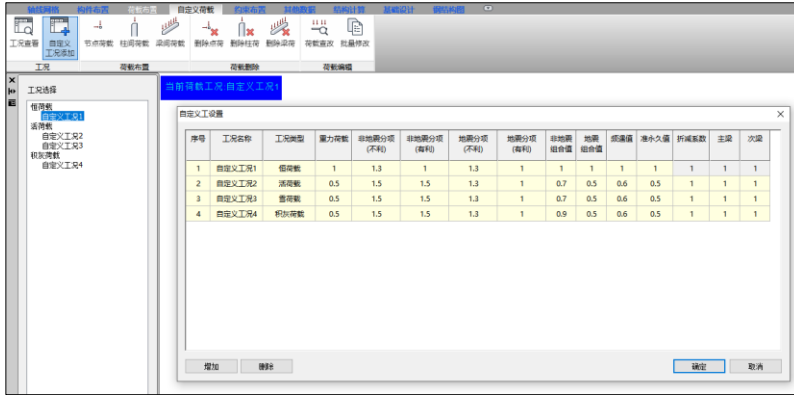 轴线网格 构件布置 荷载布置 自定义荷载 约束布置 其他数据 结构计算 基础设计 钢结构图
工况查看 自定义工况添加 节点荷载 柱间荷载 梁间荷载 删除点荷 删除柱荷 删除梁荷 荷载查改 批量修改
工况 荷载布置 荷载删除 荷载编辑
工况选择
恒荷载
自定义工况1
活荷载
自定义工况2
自定义工况3
积灰荷载
自定义工况4
当前荷载工况:自定义工况1
自定义工设置
序号 工况名称 工况类型 重力荷载 非地震分项(不利) 非地震分项(有利) 地震分项(不利) 地震分项(有利) 非地震组合值 地震组合值 频遇值 准永久值 折减系数 主梁 次梁
1 自定义工况1 恒荷载 1 1.3 1 1.3 1 1 1 1 1 1 1 1
2 自定义工况2 活荷载 0.5 1.5 1.5 1.3 1 0.7 0.5 0.6 0.5 1 1 1
3 自定义工况3 雪荷载 0.5 1.5 1.5 1.3 1 0.7 0.5 0.6 0.5 1 1 1
4 自定义工况4 积灰荷载 0.5 1.5 1.5 1.3 1 0.9 0.5 0.6 0.5 1 1 1
增加 删除 确定 取消